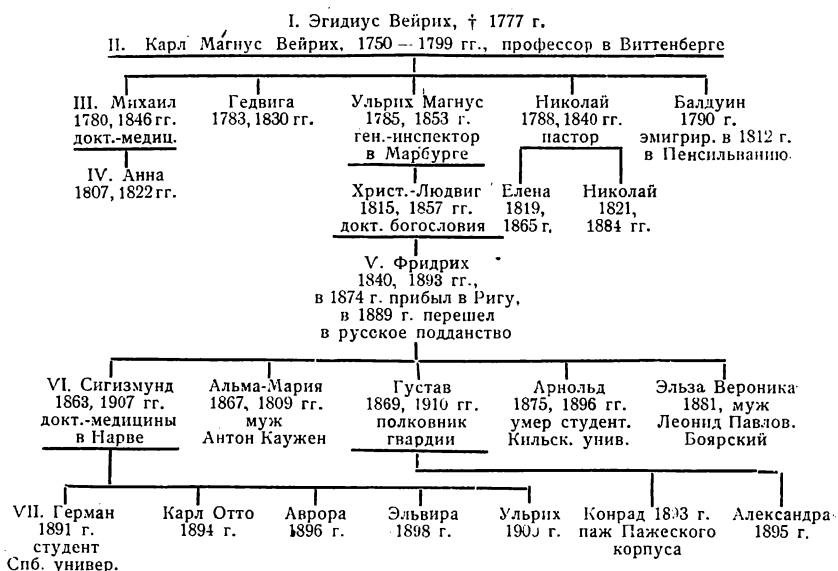 I. Эгидиус Вейрих, † 1777 г.
II. Карл Магнус Вейрих, 1750 — 1799 гг., профессор в Виттенберге
III. Михаил
1780, 1846 гг.
докт.-медиц.
Гедвига
1783, 1830 гг.
Ульрих Магнус
1785, 1853 г.
ген.-инспектор
в Марбурге
Николай
1788, 1840 гг.
пастор
Балдуин
1790 г.
эмигрир. в 1812 г.
в Пенсильванию
IV. Анна
1807, 1822 гг.
Христ.-Людвиг
1815, 1857 гг.
докт. богословия
Елена
1819,
1865 г.
Николай
1821,
1884 гг.
V. Фридрих
1840, 1893 гг.,
в 1874 г. прибыл в Ригу,
в 1889 г. перешел
в русское подданство
VI. Сигизмунд
1863, 1907 гг.
докт.-медицины
в Нарве
Альма-Мария
1867, 1809 гг.
муж
Антон Каужен
Густав
1869, 1910 гг.
полковник
гвардии
Арнольд
1875, 1896 гг.
умер студент.
Кильск. унив.
Эльза Вероника
1881, муж
Леонид Павлов.
Боярский
VII. Герман
1891 г.
студент
Спб. универ.
Карл Отто
1894 г.
Аврора
1896 г.
Эльвира
1898 г.
Ульрих
г.
Конрад 1893 г.
паж Пажеского
корпуса
Александра
1895 г.